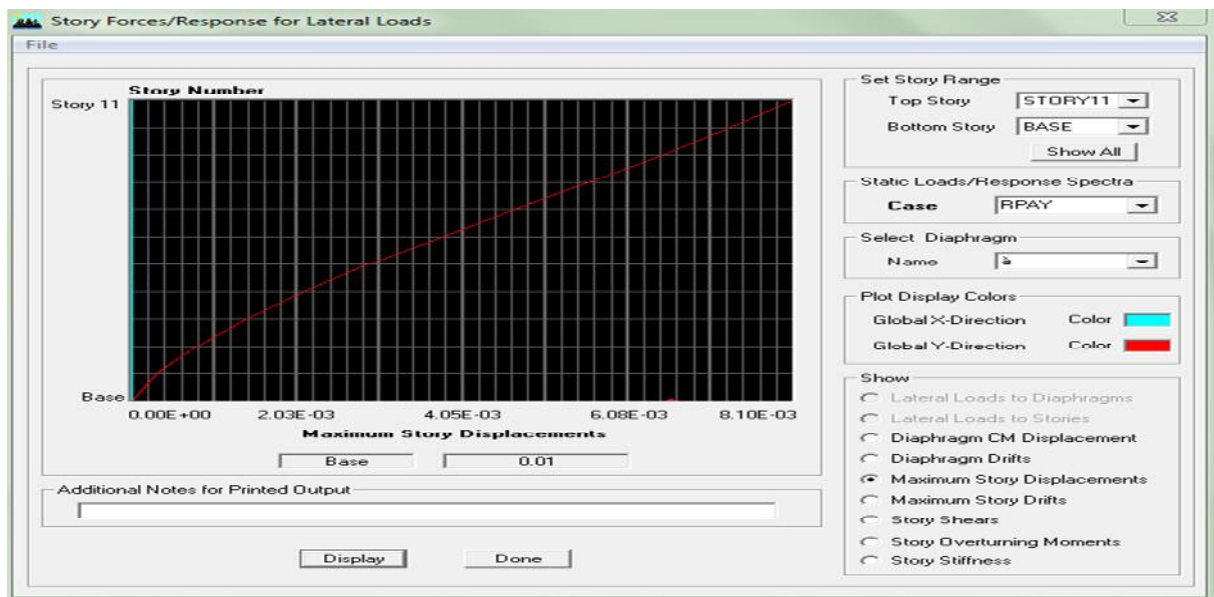 Story Forces/Response for Lateral Loads
File
Story Number
Story 11
Base
0.00E+00 2.03E-03 4.05E-03 6.08E-03 8.10E-03
Maximum Story Displacements
Base 0.01
Additional Notes for Printed Output
Display Done
Set Story Range
Top Story STORY11
Bottom Story BASE
Show All
Static Loads/Response Spectra
Case RPAY
Select Diaphragm
Name
Plot Display Colors
Global X-Direction Color
Global Y-Direction Color
Show
Lateral Loads to Diaphragms
Lateral Loads to Stories
Diaphragm CM Displacement
Diaphragm Drifts
Maximum Story Displacements
Maximum Story Drifts
Story Shears
Story Overturning Moments
Story Stiffness